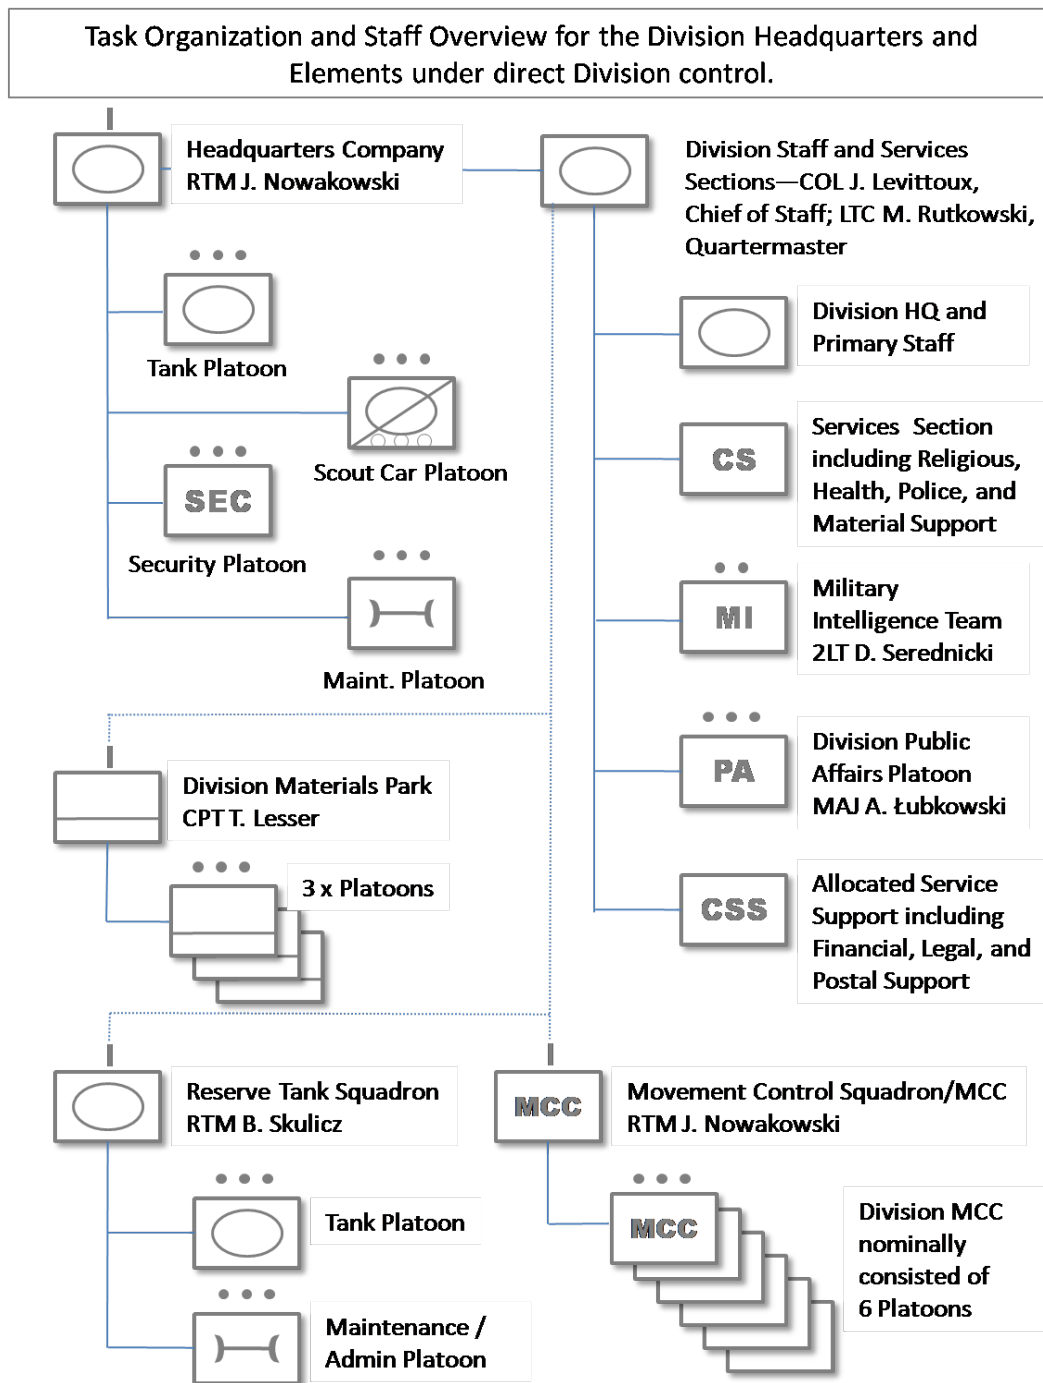 Task Organization and Staff Overview for the Division Headquarters and
Elements under direct Division control.
Headquarters Company
RTM J. Nowakowski
Division Staff and Services
Sections—COL J. Levittoux,
Chief of Staff; LTC M. Rutkowski,
Quartermaster
Tank Platoon
Scout Car Platoon
SEC
Security Platoon
Maint. Platoon
Division HQ and
Primary Staff
CS
Services Section
including Religious,
Health, Police, and
Material Support
MI
Military
Intelligence Team
2LT D. Serednicki
PA
Division Public
Affairs Platoon
MAJ A. Łubkowski
CSS
Allocated Service
Support including
Financial, Legal, and
Postal Support
Division Materials Park
CPT T. Lesser
3 x Platoons
Reserve Tank Squadron
RTM B. Skulicz
Tank Platoon
Maintenance /
Admin Platoon
MCC
Movement Control Squadron/MCC
RTM J. Nowakowski
MCC
Division MCC
nominally
consisted of
6 Platoons